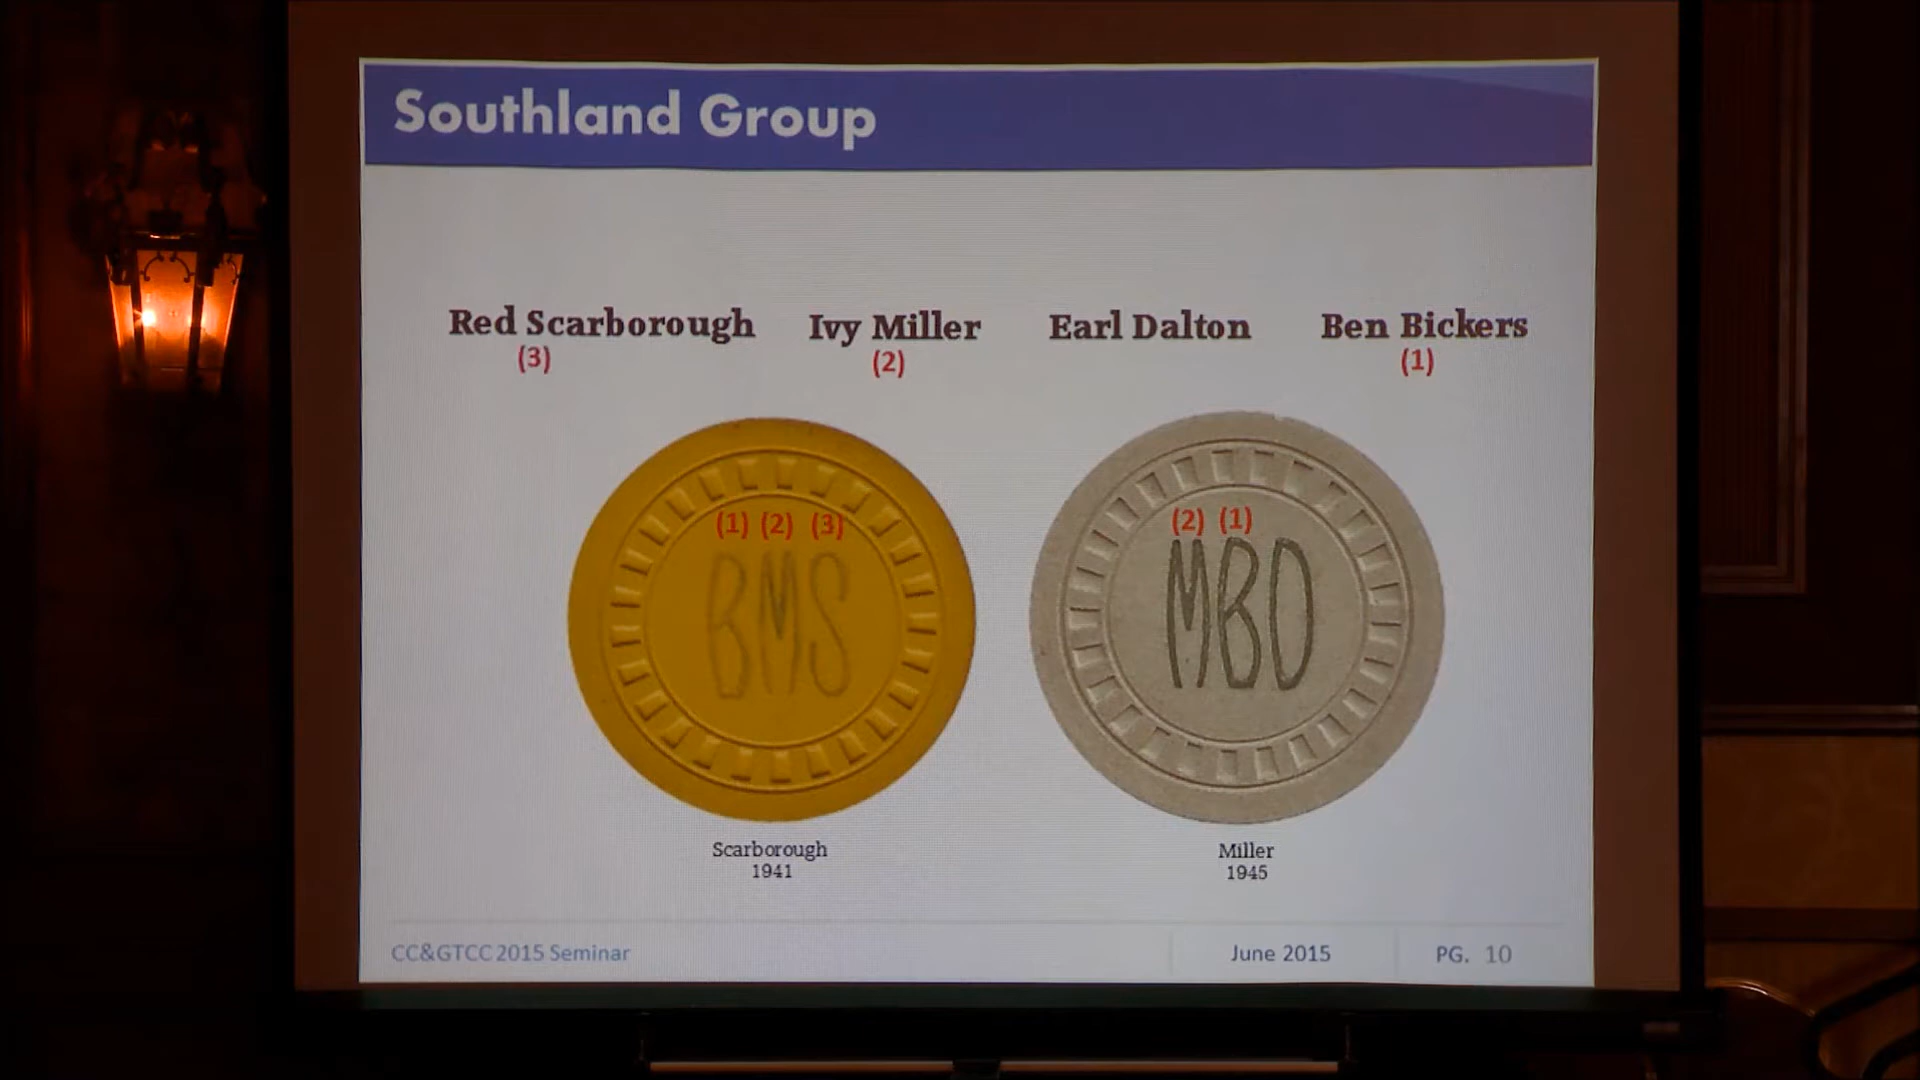 Southland Group
Red Scarborough Ivy Miller Earl Dalton Ben Bickers
(3) (2) (1)
(1) (2) (3)
BMS
(2) (1)
MBD
Scarborough
1941
Miller
1945
CC&GTCC 2015 Seminar June 2015 PG. 10